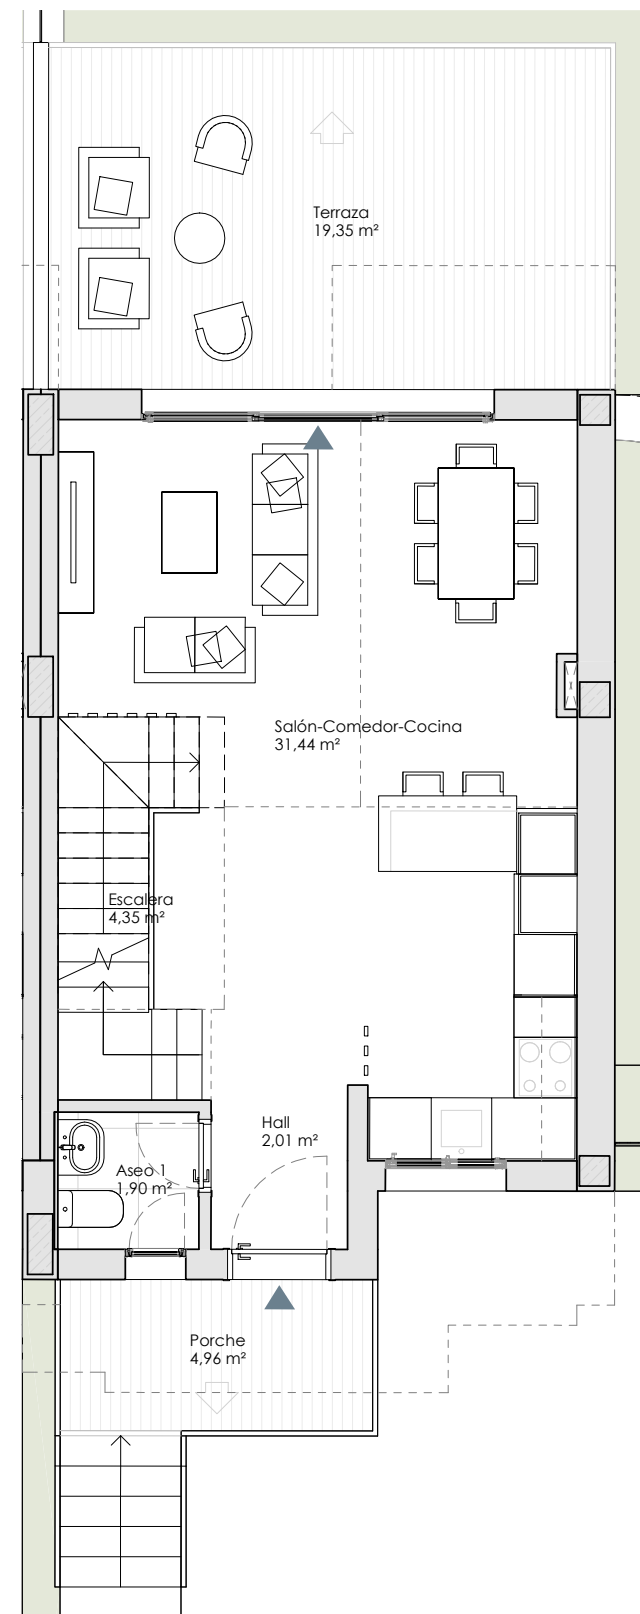 Terraza
19,35 m²
Salón-Comedor-Cocina
31,44 m²
Escalera
4,35 m²
Hall
2,01 m²
Aseo 1
1,90 m²
Porche
4,96 m²